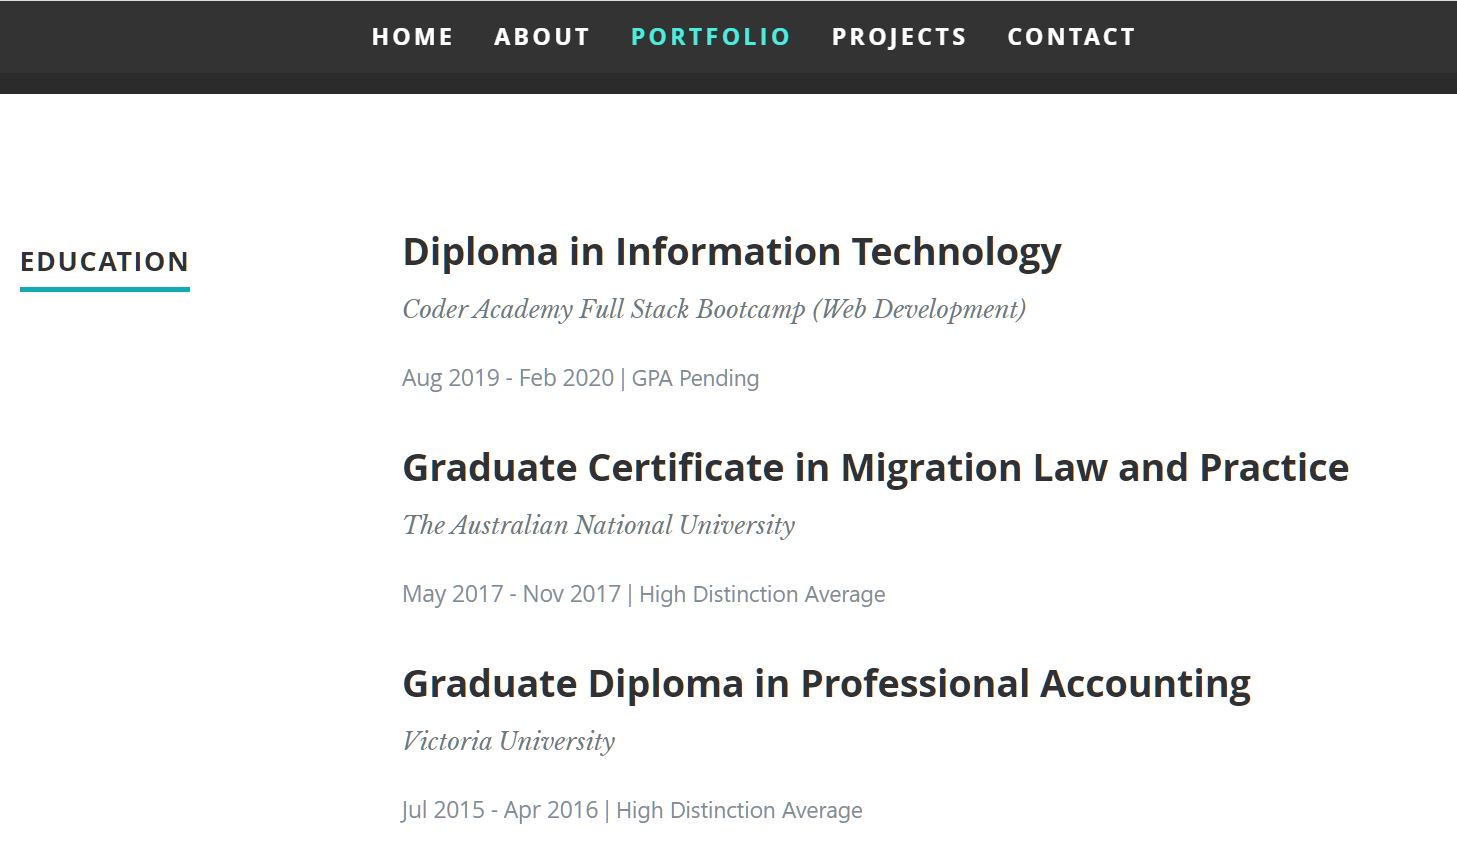 HOME ABOUT PORTFOLIO PROJECTS CONTACT
EDUCATION
Diploma in Information Technology
Coder Academy Full Stack Bootcamp (Web Development)
Aug 2019 - Feb 2020 | GPA Pending
Graduate Certificate in Migration Law and Practice
The Australian National University
May 2017 - Nov 2017 | High Distinction Average
Graduate Diploma in Professional Accounting
Victoria University
Jul 2015 - Apr 2016 | High Distinction Average